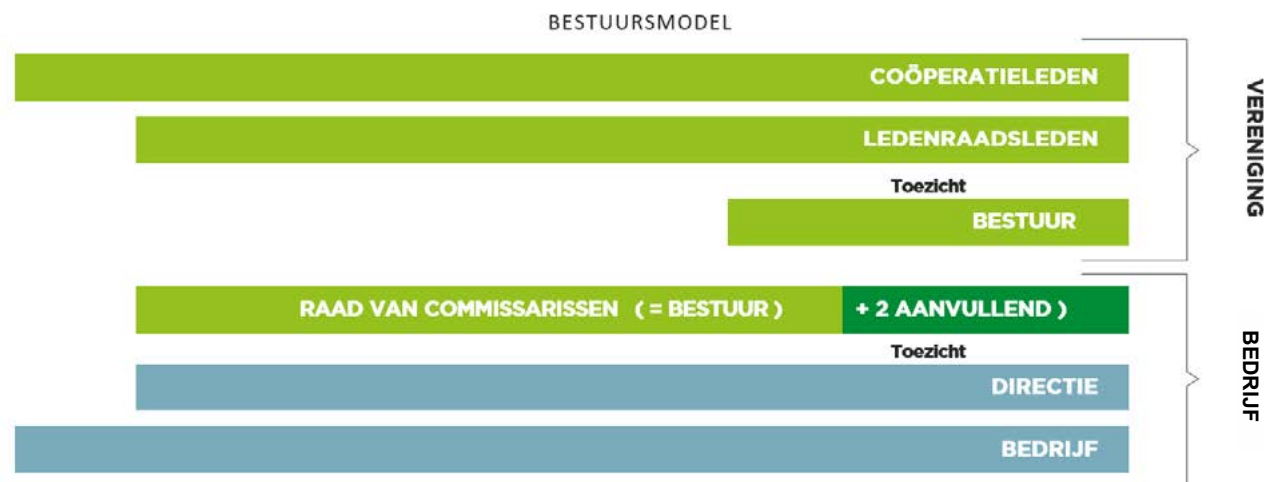 BESTUURSMODEL
COÖPERATIELEDEN
LEDENRAADSLEDEN
Toezicht
BESTUUR
VERENIGING
RAAD VAN COMMISSARISSEN ( = BESTUUR ) + 2 AANVULLEND )
Toezicht
DIRECTIE
BEDRIJF
BEDRIJF